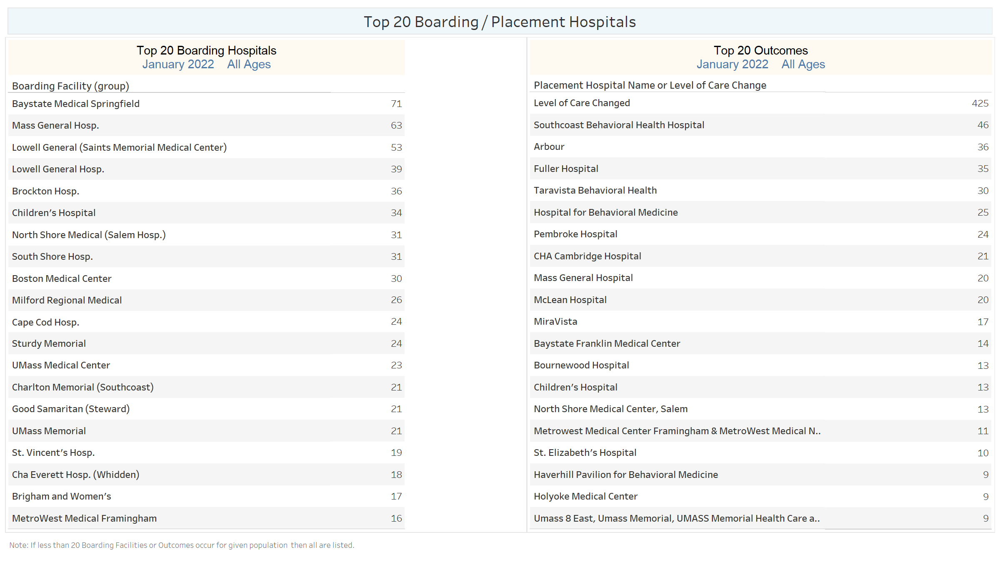 Top 20 Boarding / Placement Hospitals
Top 20 Boarding Hospitals
January 2022 All Ages
Boarding Facility (group)
Baystate Medical Springfield 71
Mass General Hosp. 63
Lowell General (Saints Memorial Medical Center) 53
Lowell General Hosp. 39
Brockton Hosp. 36
Children's Hospital 34
North Shore Medical (Salem Hosp.) 31
South Shore Hosp. 31
Boston Medical Center 30
Milford Regional Medical 26
Cape Cod Hosp. 24
Sturdy Memorial 24
UMass Medical Center 23
Charlton Memorial (Southcoast) 21
Good Samaritan (Steward) 21
UMass Memorial 21
St. Vincent's Hosp. 19
Cha Everett Hosp. (Whidden) 18
Brigham and Women's 17
MetroWest Medical Framingham 16
Top 20 Outcomes
January 2022 All Ages
Placement Hospital Name or Level of Care Change
Level of Care Changed 425
Southcoast Behavioral Health Hospital 46
Arbour 36
Fuller Hospital 35
Taravista Behavioral Health 30
Hospital for Behavioral Medicine 25
Pembroke Hospital 24
CHA Cambridge Hospital 21
Mass General Hospital 20
McLean Hospital 20
MiraVista 17
Baystate Franklin Medical Center 14
Bournewood Hospital 13
Children's Hospital 13
North Shore Medical Center, Salem 13
Metrowest Medical Center Framingham & MetroWest Medical N.. 11
St. Elizabeth's Hospital 10
Haverhill Pavilion for Behavioral Medicine 9
Holyoke Medical Center 9
Umass 8 East, Umass Memorial, UMASS Memorial Health Care a.. 9
Note: If less than 20 Boarding Facilities or Outcomes occur for given population then all are listed.